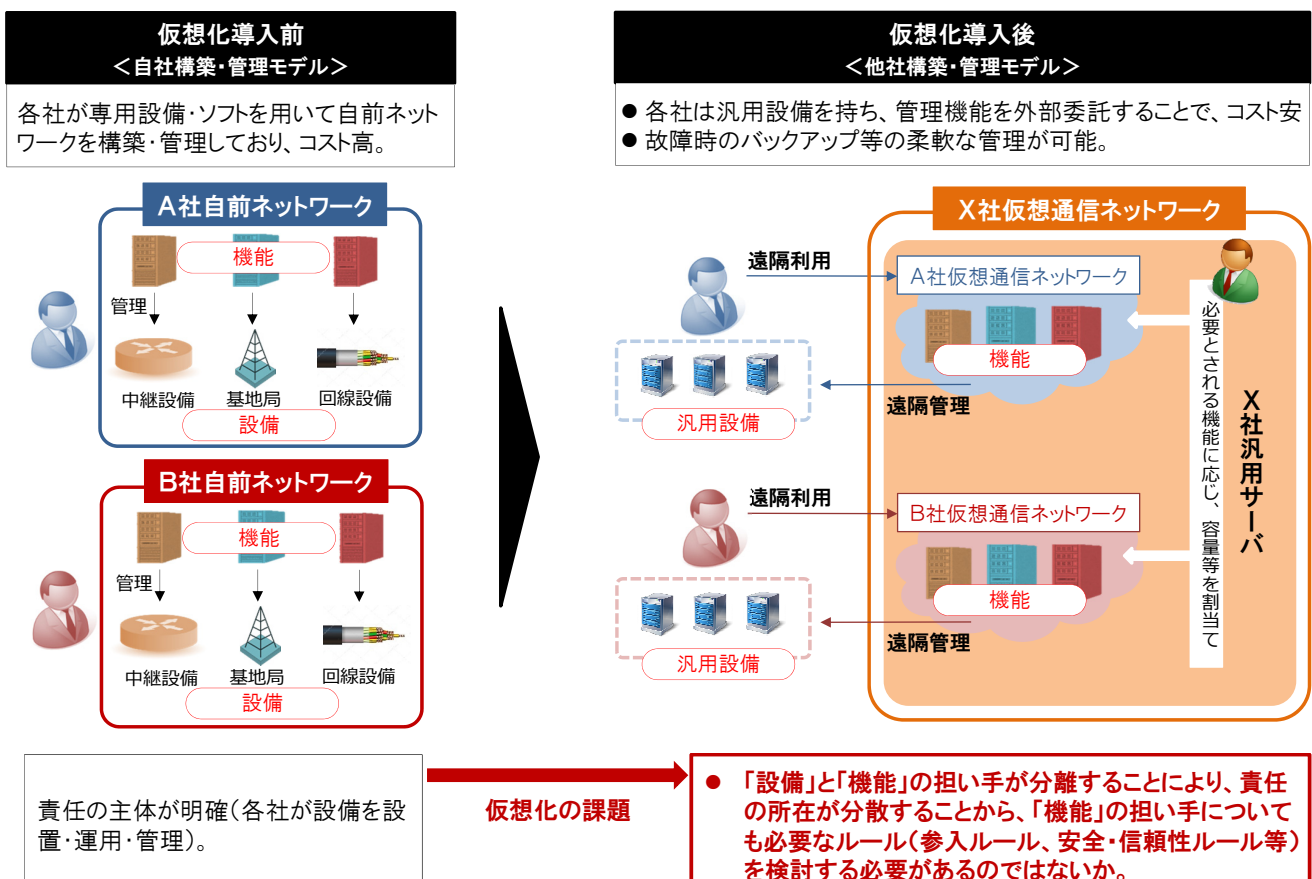 仮想化導入前
＜自社構築・管理モデル＞
各社が専用設備・ソフトを用いて自前ネット
ワークを構築・管理しており、コスト高。
A社自前ネットワーク
機能
管理
中継設備
基地局
回線設備
設備
B社自前ネットワーク
機能
管理
中継設備
基地局
回線設備
設備
責任の主体が明確（各社が設備を設
置・運用・管理）。
仮想化導入後
＜他社構築・管理モデル＞
● 各社は汎用設備を持ち、管理機能を外部委託することで、コスト安
● 故障時のバックアップ等の柔軟な管理が可能。
X社仮想通信ネットワーク
遠隔利用
A社仮想通信ネットワーク
機能
汎用設備
遠隔管理
遠隔利用
B社仮想通信ネットワーク
機能
汎用設備
遠隔管理
必要とされる機能に応じ、容量等を割当て
X社汎用サーバ
仮想化の課題
● 「設備」と「機能」の担い手が分離することにより、責任
の所在が分散することから、「機能」の担い手について
も必要なルール（参入ルール、安全・信頼性ルール等）
を検討する必要があるのではないか。